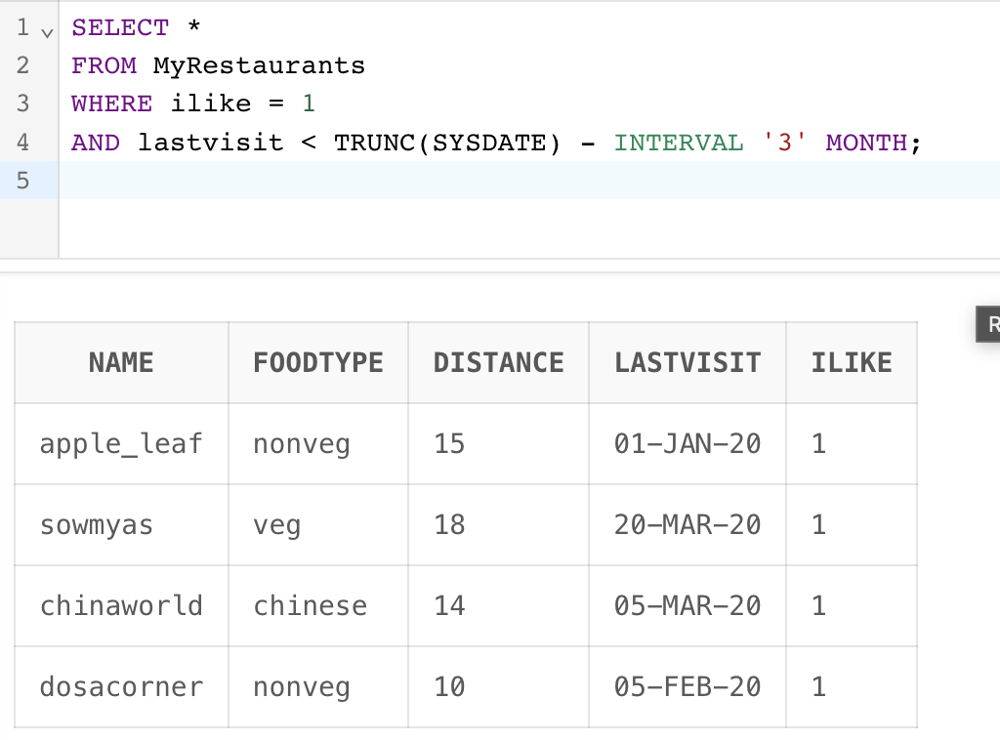 1 SELECT *
2 FROM MyRestaurants
3 WHERE ilike = 1
4 AND lastvisit < TRUNC(SYSDATE) - INTERVAL '3' MONTH;
5
R
NAME FOODTYPE DISTANCE LASTVISIT ILIKE
apple_leaf nonveg 15 01-JAN-20 1
sowmyas veg 18 20-MAR-20 1
chinaworld chinese 14 05-MAR-20 1
dosacorner nonveg 10 05-FEB-20 1